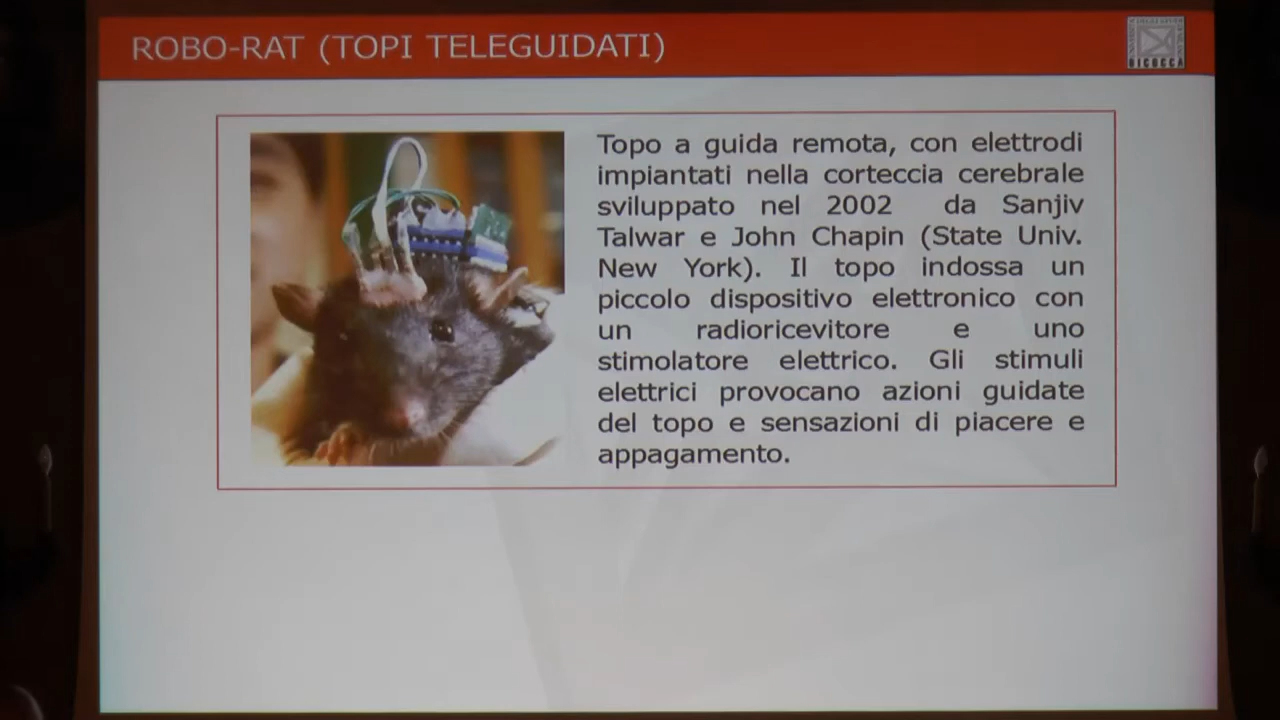 ROBO-RAT (TOPI TELEGUIDATI)
BICOCCA
Topo a guida remota, con elettrodi
impiantati nella corteccia cerebrale
sviluppato nel 2002 da Sanjiv
Talwar e John Chapin (State Univ.
New York). Il topo indossa un
piccolo dispositivo elettronico con
un radioricevitore e uno
stimolatore elettrico. Gli stimuli
elettrici provocano azioni guidate
del topo e sensazioni di piacere e
appagamento.